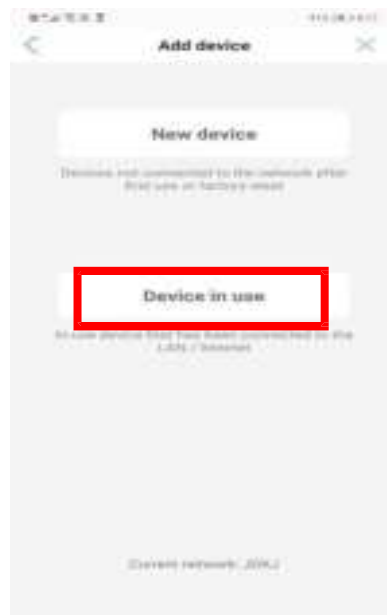 Add device
New device
Devices not connected to the network after
first use or factory reset
Device in use
In-use device that has been connected to the
LAN / Internet
Current network: